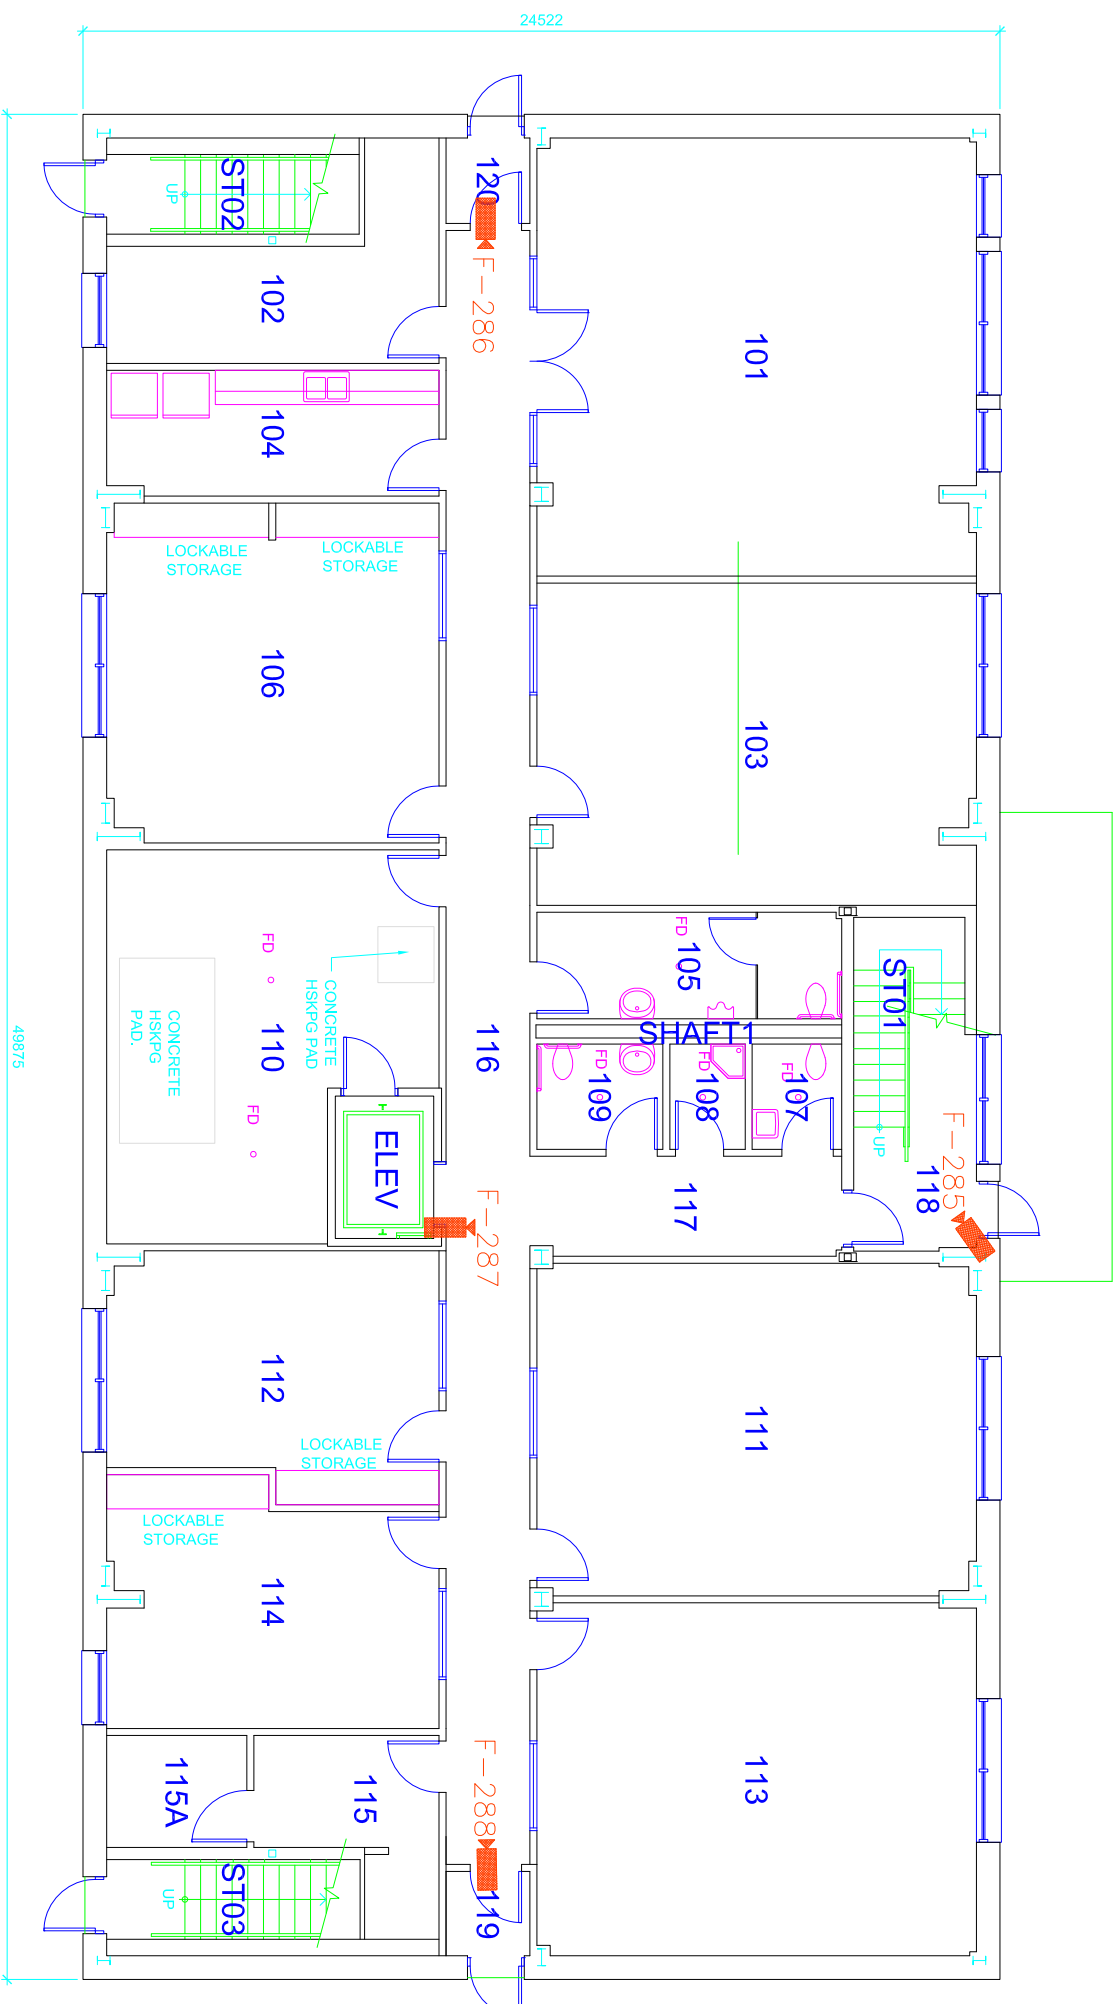 24522
49875
120
ST02
UP
F-286
102
101
104
LOCKABLE
STORAGE
LOCKABLE
STORAGE
106
103
FD
105
ST01
FD
CONCRETE
HSKPG PAD
CONCRETE
HSKPG
PAD.
110
116
SHAFT1
FD
109
FD
108
FD
107
UP
FD
ELEV
F-285
118
117
F-287
112
111
LOCKABLE
STORAGE
LOCKABLE
STORAGE
114
113
115A
115
F-288
UP
ST03
119